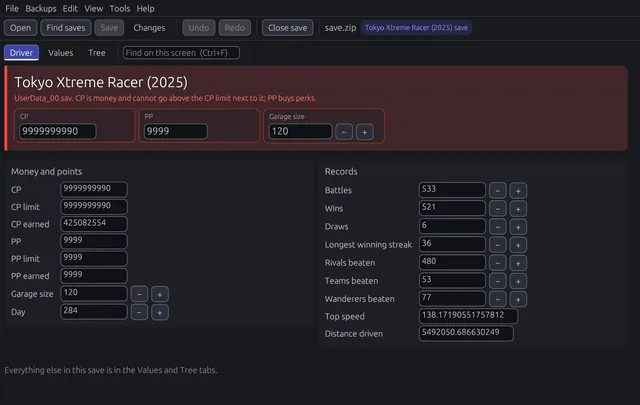 File Backups Edit View Tools Help
Open Find saves Save Changes Undo Redo Close save save.zip Tokyo Xtreme Racer (2025) save
Driver Values Tree Find on this screen (Ctrl+F)
Tokyo Xtreme Racer (2025)
UserData_00.sav. CP is money and cannot go above the CP limit next to it; PP buys perks.
CP PP Garage size
9999999990 9999 120 − +
Money and points
CP 9999999990
CP limit 9999999990
CP earned 425082554
PP 9999
PP limit 9999
PP earned 9999
Garage size 120 − +
Day 284 − +
Records
Battles 533 − +
Wins 521 − +
Draws 6 − +
Longest winning streak 36 − +
Rivals beaten 480 − +
Teams beaten 53 − +
Wanderers beaten 77 − +
Top speed 138.17190551757812
Distance driven 5492050.686630249
Everything else in this save is in the Values and Tree tabs.